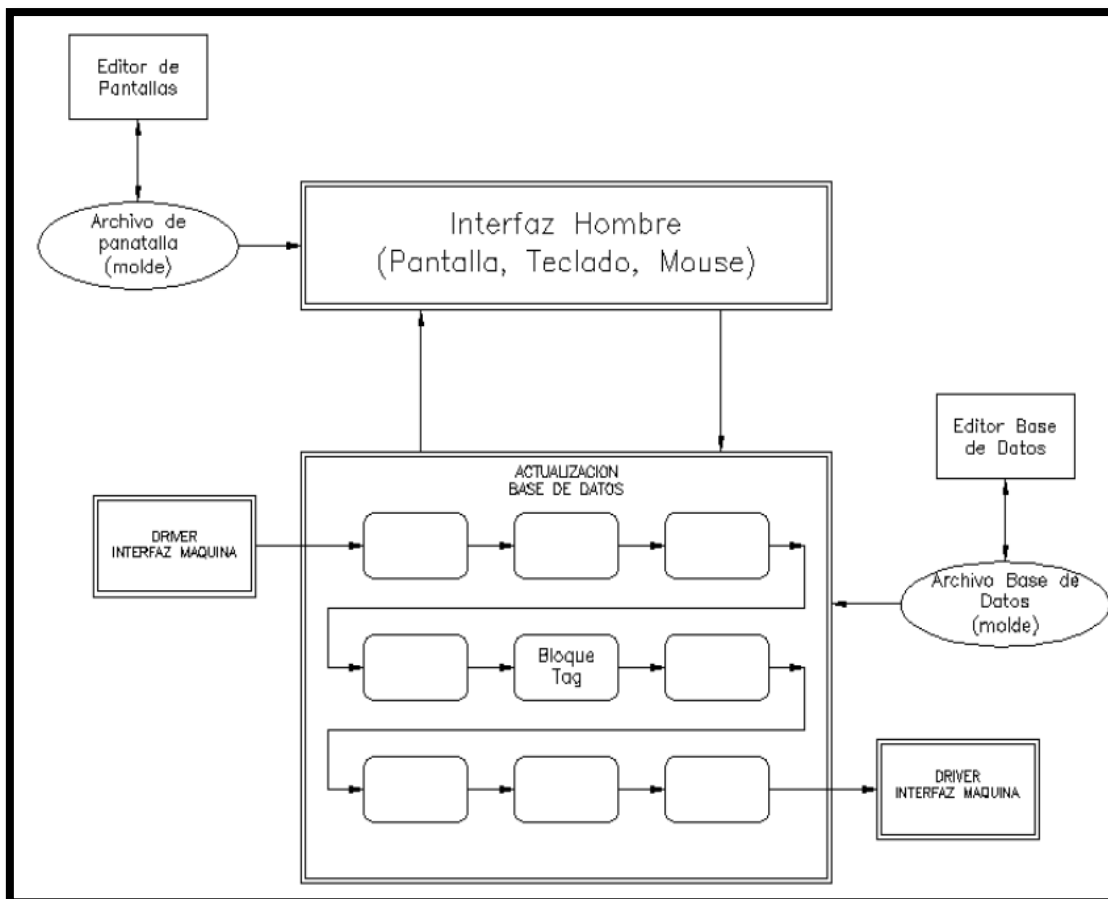 Editor de
Pantallas
Archivo de
panatalla
(molde)
Interfaz Hombre
(Pantalla, Teclado, Mouse)
Editor Base
de Datos
ACTUALIZACION
BASE DE DATOS
DRIVER
INTERFAZ MAQUINA
Archivo Base de
Datos
(molde)
Bloque
Tag
DRIVER
INTERFAZ MAQUINA